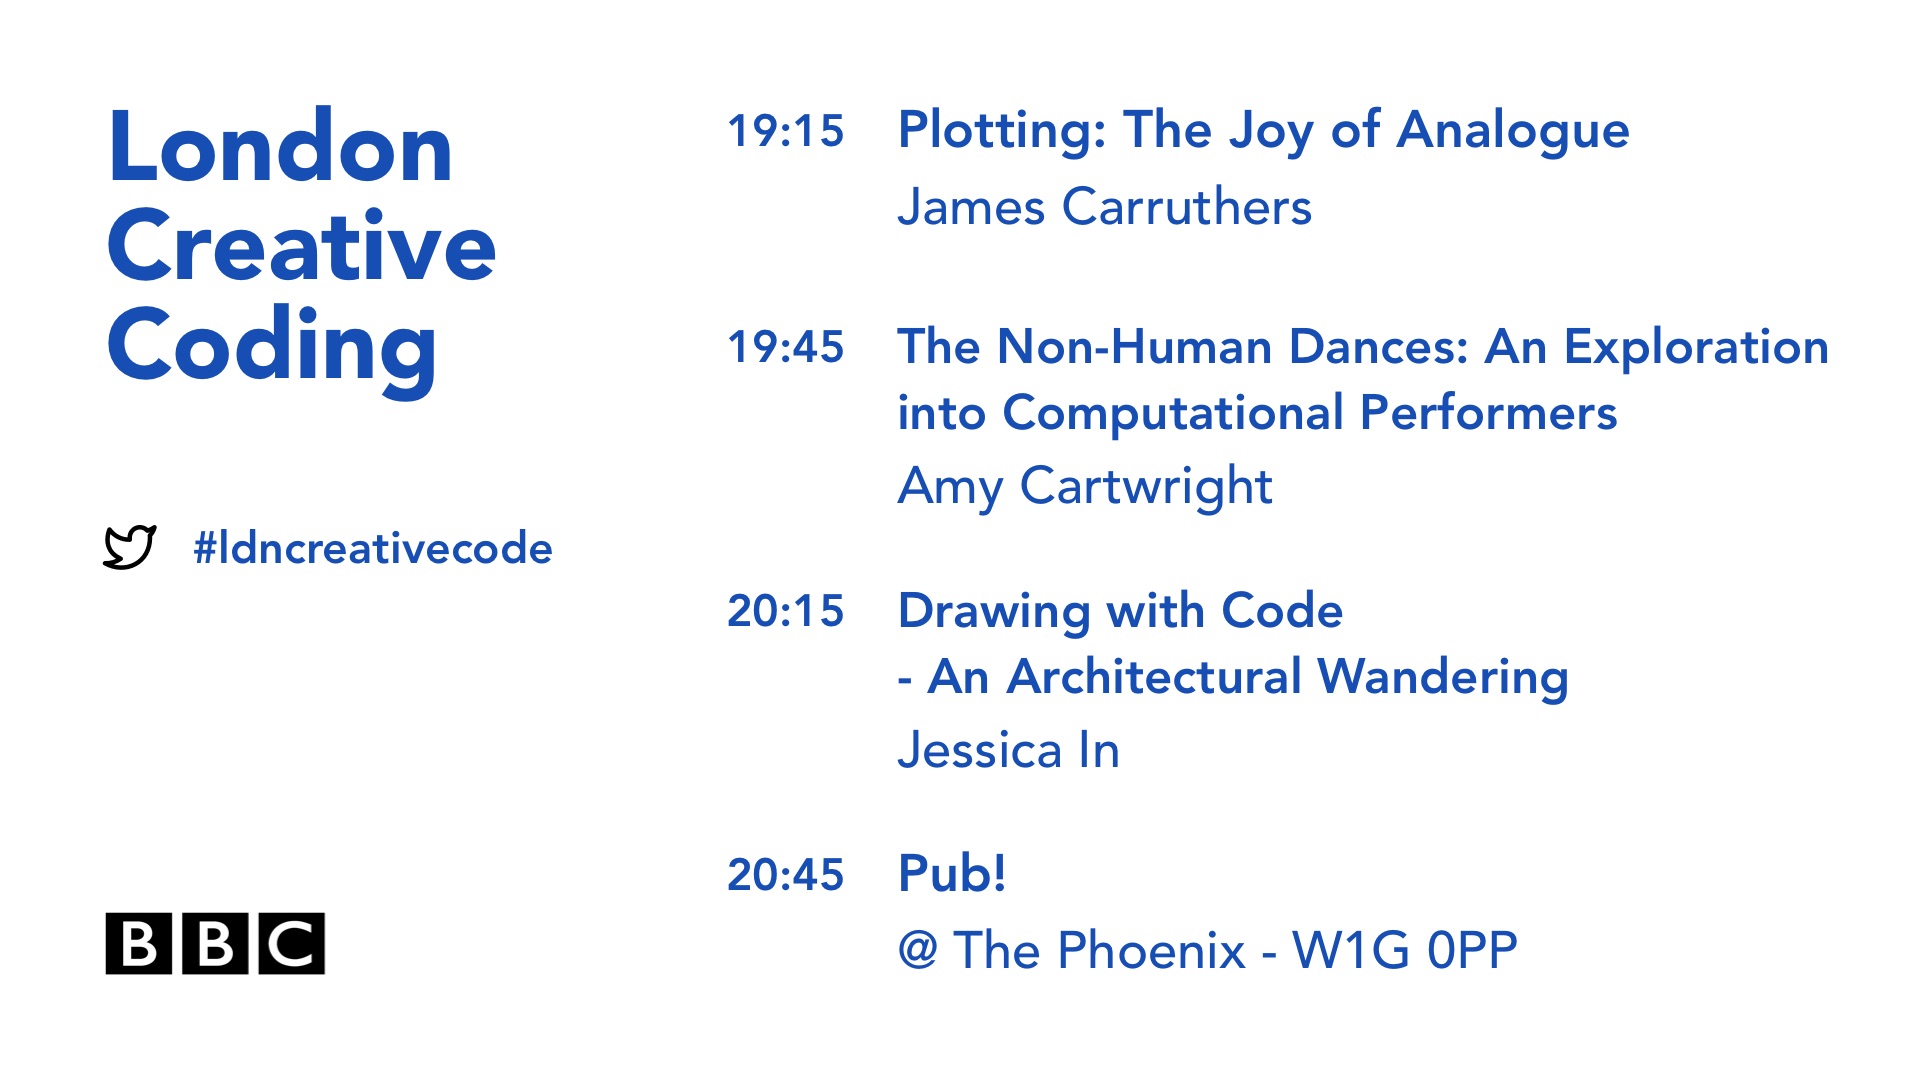 London
Creative
Coding
#ldncreativecode
BBC
19:15 Plotting: The Joy of Analogue
James Carruthers
19:45 The Non-Human Dances: An Exploration
into Computational Performers
Amy Cartwright
20:15 Drawing with Code
- An Architectural Wandering
Jessica In
20:45 Pub!
@ The Phoenix - W1G 0PP